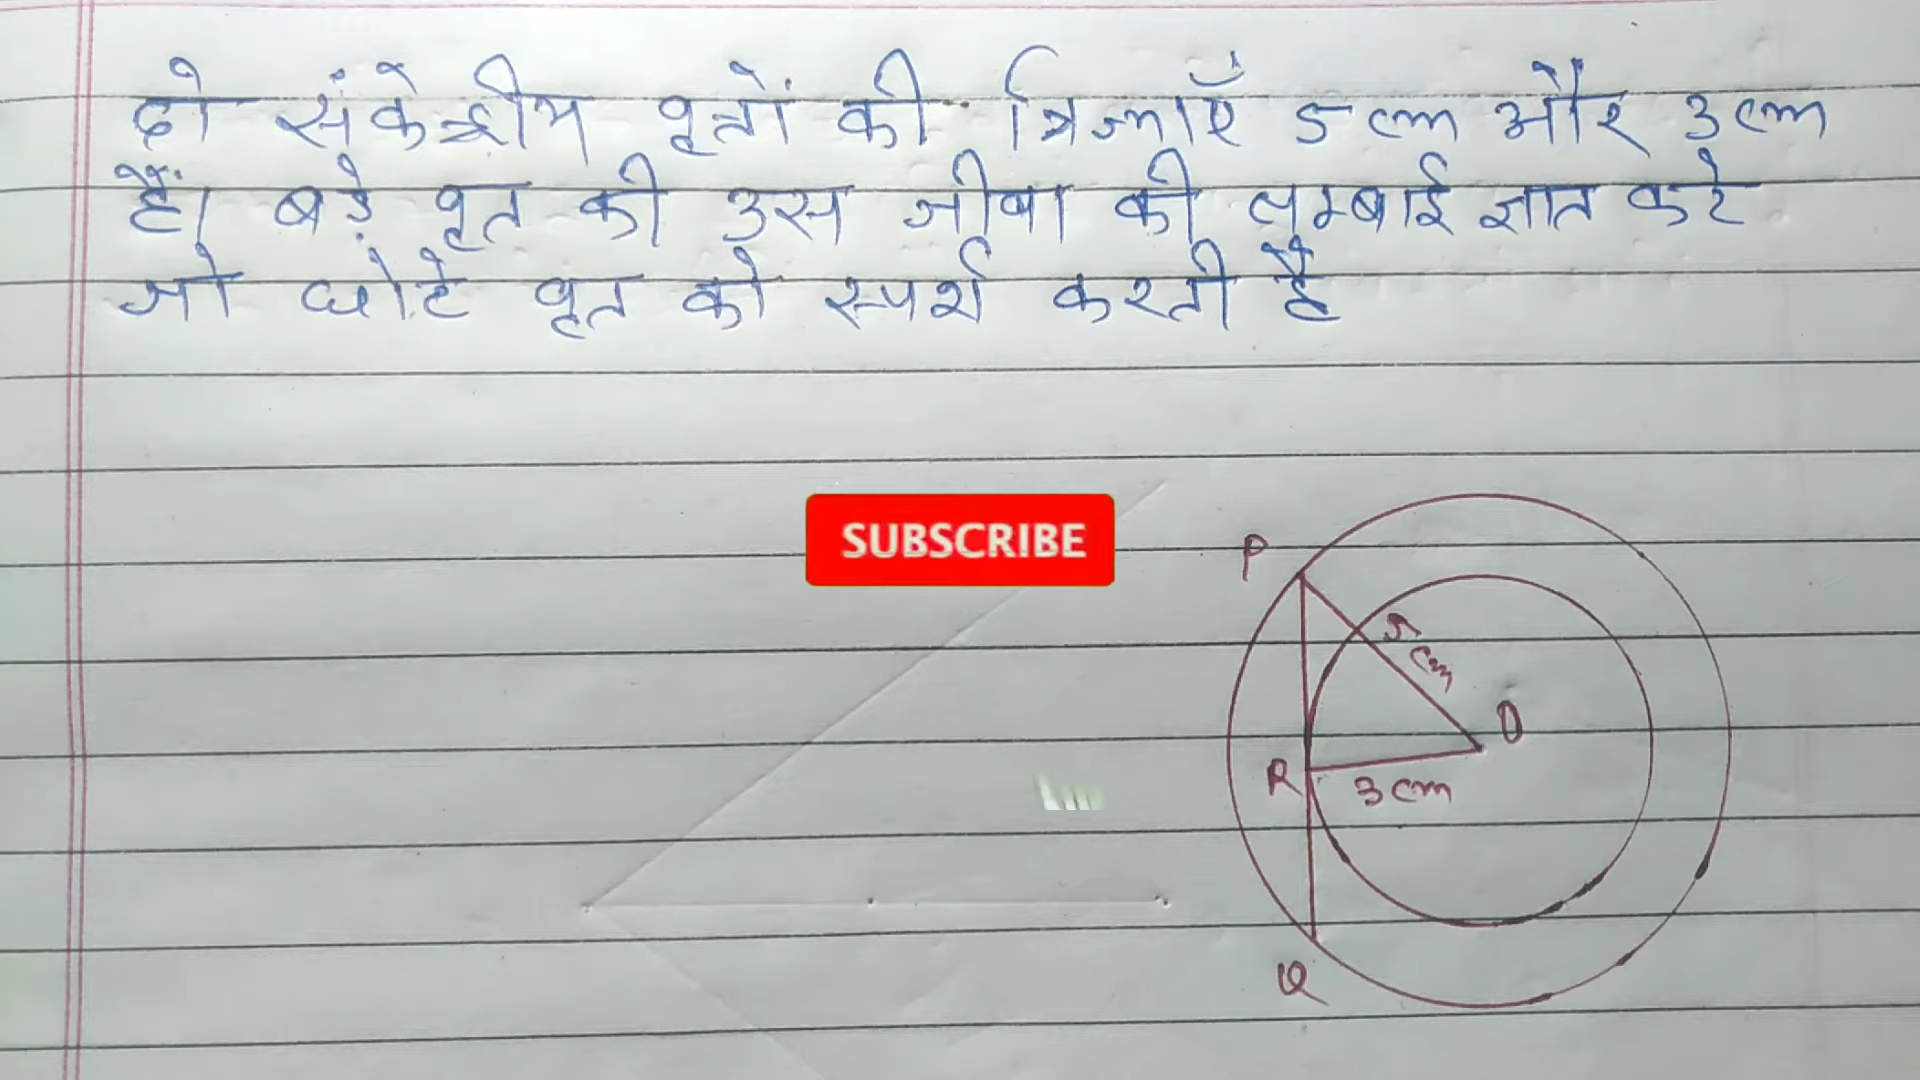 दो संकेन्द्रीय वृतों की त्रिज्याएँ 5 cm और 3 cm
हैं। बड़े वृत की उस जीवा की लम्बाई ज्ञात करे
जो छोटे वृत को स्पर्श करती है
SUBSCRIBE
P
5 cm
O
R
3 cm
Q